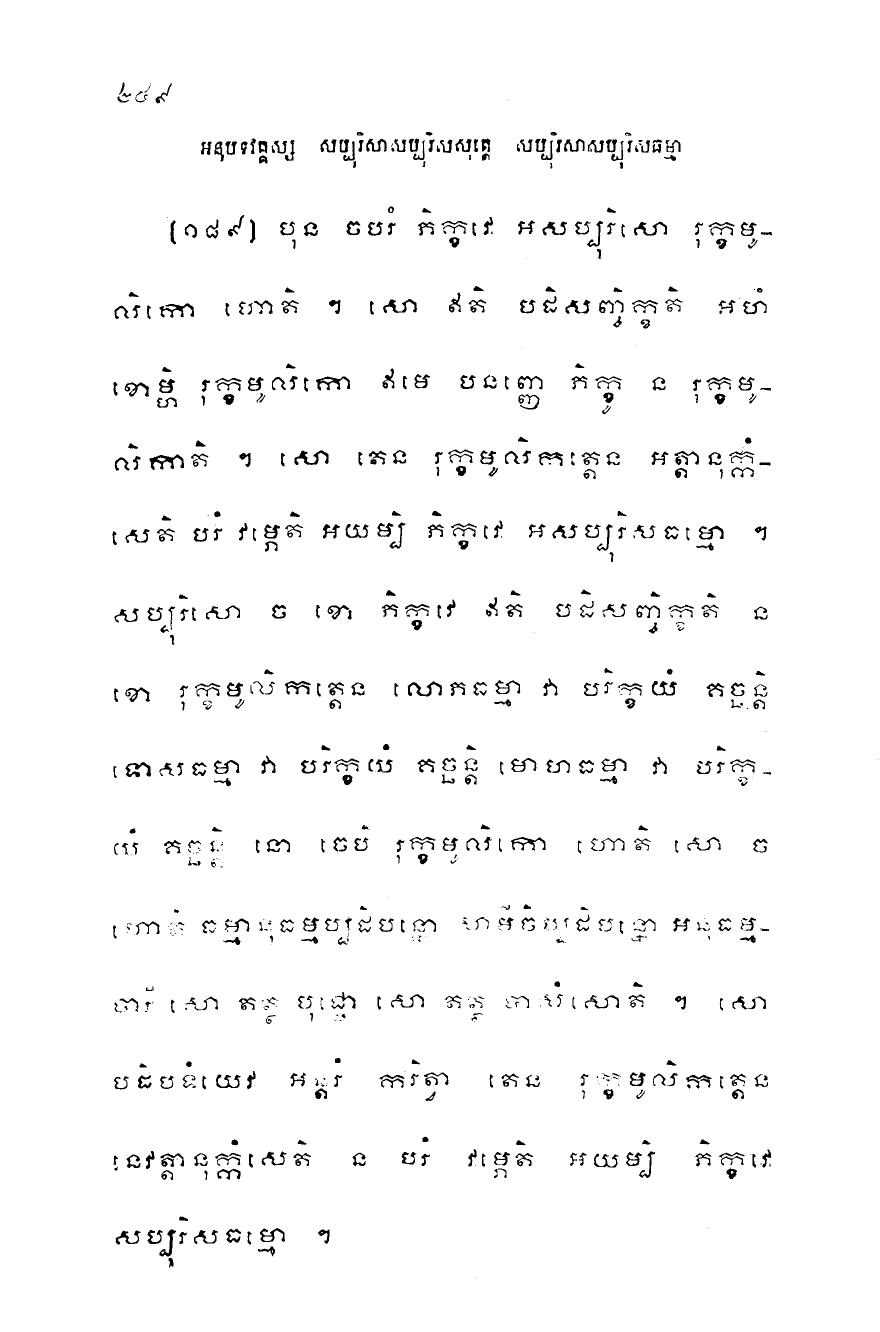 ២៤៩
អនុបទវគ្គស្ស សប្បុរិសាសប្បុរិសសុត្តេ សប្បុរិសាសប្បុរិសធម្មា
[១៨៩] បុន ចបរំ ភិក្ខវេ អសប្បុរិសោ រុក្ខមូ-
លិកោ ហោតិ ។ សោ ឥតិ បដិសញ្ចិក្ខតិ អហំ
ខោម្ហិ រុក្ខមូលិកោ ឥមេ បនញ្ញេ ភិក្ខូ ន រុក្ខមូ-
លិកាតិ ។ សោ តេន រុក្ខមូលិកត្តេន អត្តានុក្កំ-
សេតិ បរំ វម្ភេតិ អយម្បិ ភិក្ខវេ អសប្បុរិសធម្មោ ។
សប្បុរិសោ ច ខោ ភិក្ខវេ ឥតិ បដិសញ្ចិក្ខតិ ន
ខោ រុក្ខមូលិកត្តេន លោភធម្មា វា បរិក្ខយំ គច្ឆន្តិ
ទោសធម្មា វា បរិក្ខយំ គច្ឆន្តិ មោហធម្មា វា បរិក្ខ-
យំ គច្ឆន្តិ នោ ចេបិ រុក្ខមូលិកោ ហោតិ សោ ច
ហោតិ ធម្មានុធម្មប្បដិបន្នោ សាមីចិប្បដិបន្នោ អនុធម្ម-
ចារី សោ តត្ថ បុជ្ជោ សោ តត្ថ បាសំសោតិ ។ សោ
បដិបទំយេវ អន្តរំ ករិត្វា តេន រុក្ខមូលិកត្តេន
នេវត្តានុក្កំសេតិ ន បរំ វម្ភេតិ អយម្បិ ភិក្ខវេ
សប្បុរិសធម្មោ ។